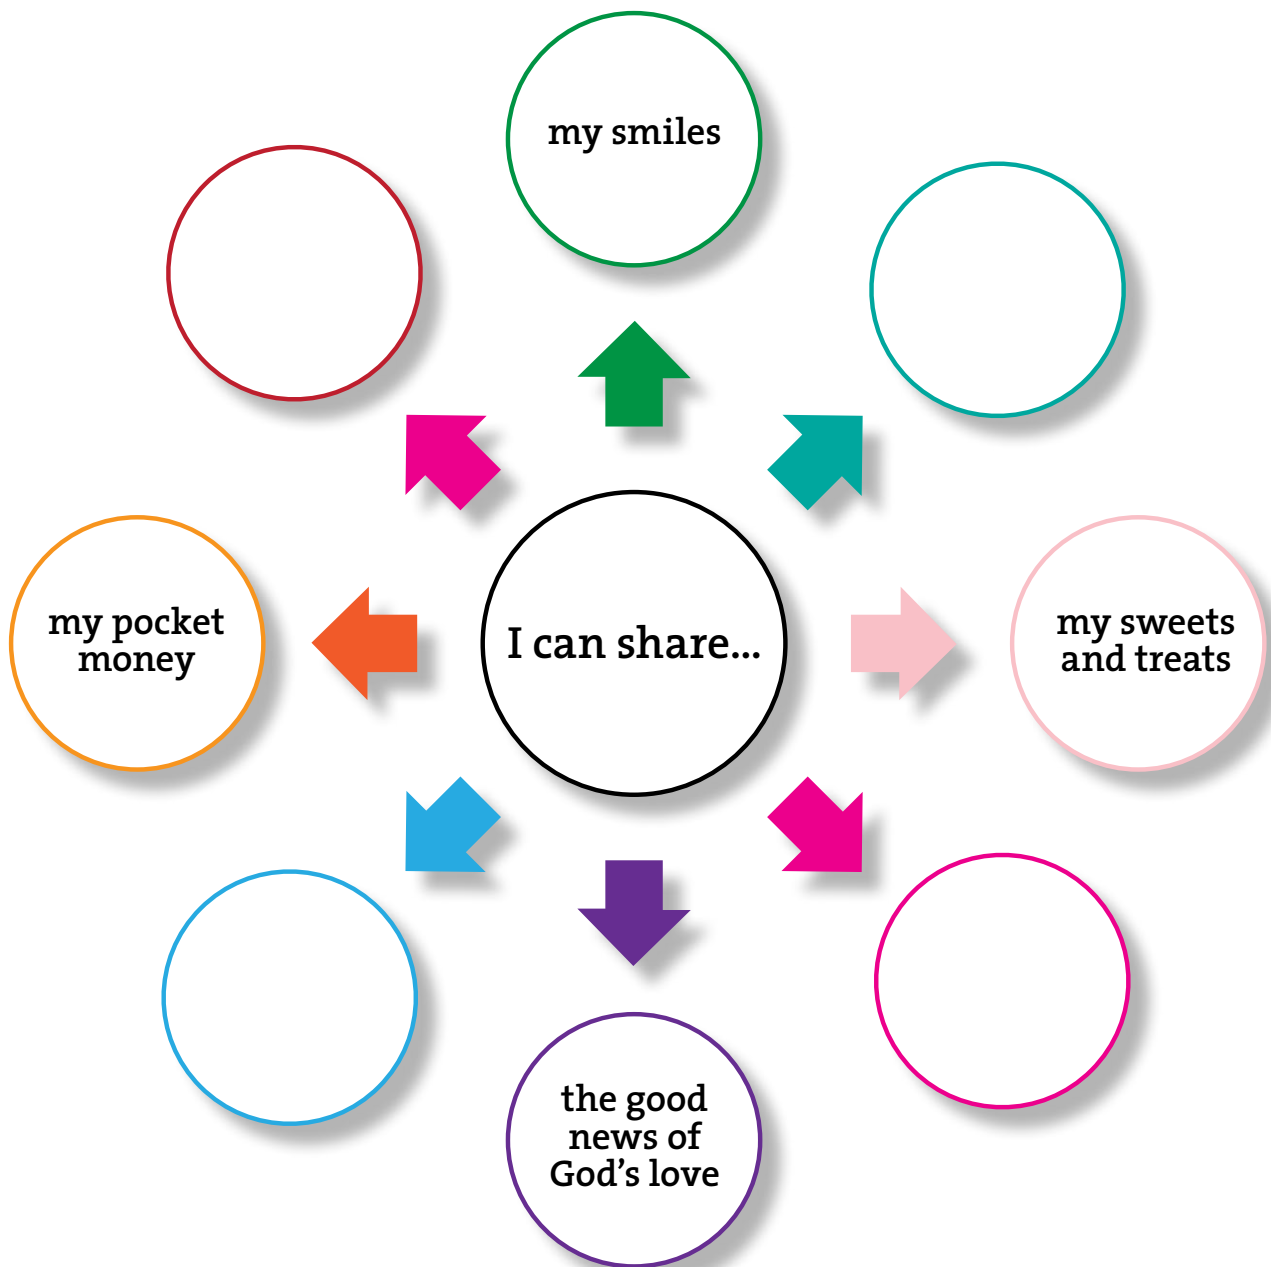 my smiles
my pocket
money
I can share...
my sweets
and treats
the good
news of
God’s love